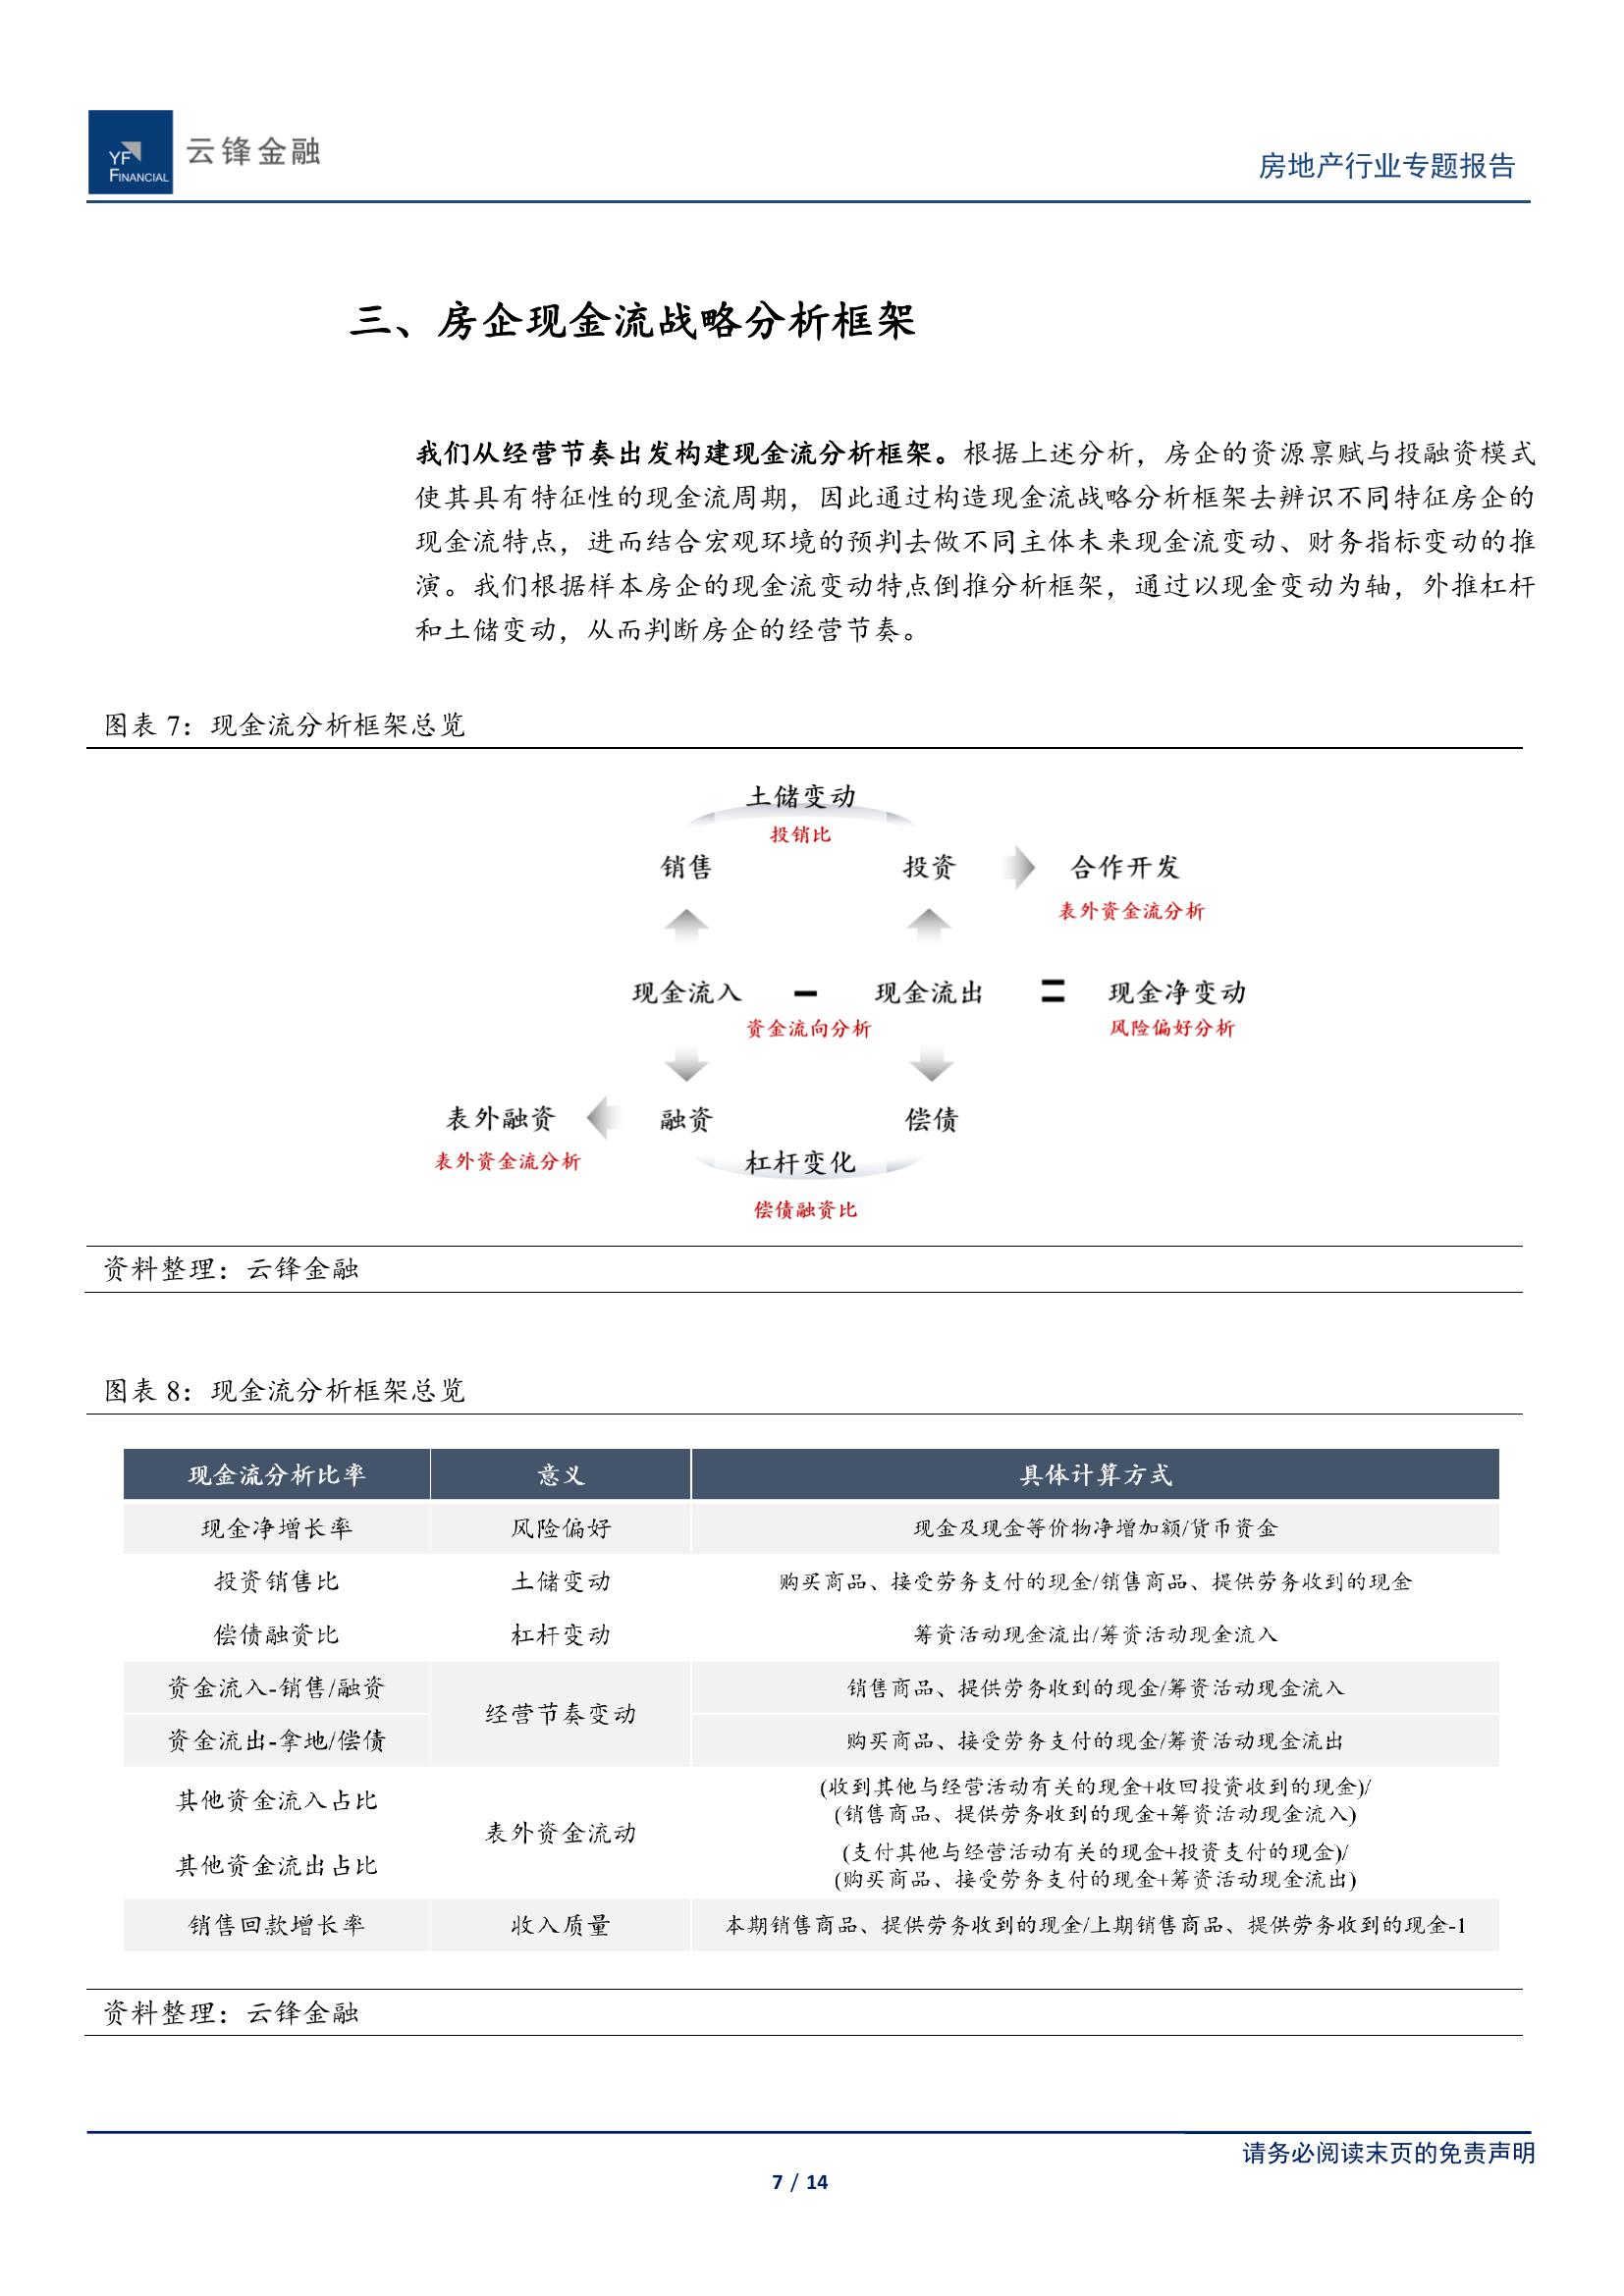 YF
FINANCIAL
云锋金融
房地产行业专题报告
三、房企现金流战略分析框架
我们从经营节奏出发构建现金流分析框架。根据上述分析，房企的资源禀赋与投融资模式
使其具有特征性的现金流周期，因此通过构造现金流战略分析框架去辨识不同特征房企的
现金流特点，进而结合宏观环境的预判去做不同主体未来现金流变动、财务指标变动的推
演。我们根据样本房企的现金流变动特点倒推分析框架，通过以现金变动为轴，外推杠杆
和土储变动，从而判断房企的经营节奏。
图表 7：现金流分析框架总览
土储变动
投销比
销售 投资 合作开发
表外资金流分析
现金流入 － 现金流出 = 现金净变动
资金流向分析 风险偏好分析
表外融资 融资 偿债
表外资金流分析 杠杆变化
偿债融资比
资料整理：云锋金融
图表 8：现金流分析框架总览
现金流分析比率 意义 具体计算方式
现金净增长率 风险偏好 现金及现金等价物净增加额/货币资金
投资销售比 土储变动 购买商品、接受劳务支付的现金/销售商品、提供劳务收到的现金
偿债融资比 杠杆变动 筹资活动现金流出/筹资活动现金流入
资金流入-销售/融资 销售商品、提供劳务收到的现金/筹资活动现金流入
经营节奏变动
资金流出-拿地/偿债 购买商品、接受劳务支付的现金/筹资活动现金流出
其他资金流入占比 (收到其他与经营活动有关的现金+收回投资收到的现金)/
(销售商品、提供劳务收到的现金+筹资活动现金流入)
表外资金流动
其他资金流出占比 (支付其他与经营活动有关的现金+投资支付的现金)/
(购买商品、接受劳务支付的现金+筹资活动现金流出)
销售回款增长率 收入质量 本期销售商品、提供劳务收到的现金/上期销售商品、提供劳务收到的现金-1
资料整理：云锋金融
请务必阅读末页的免责声明
7 / 14